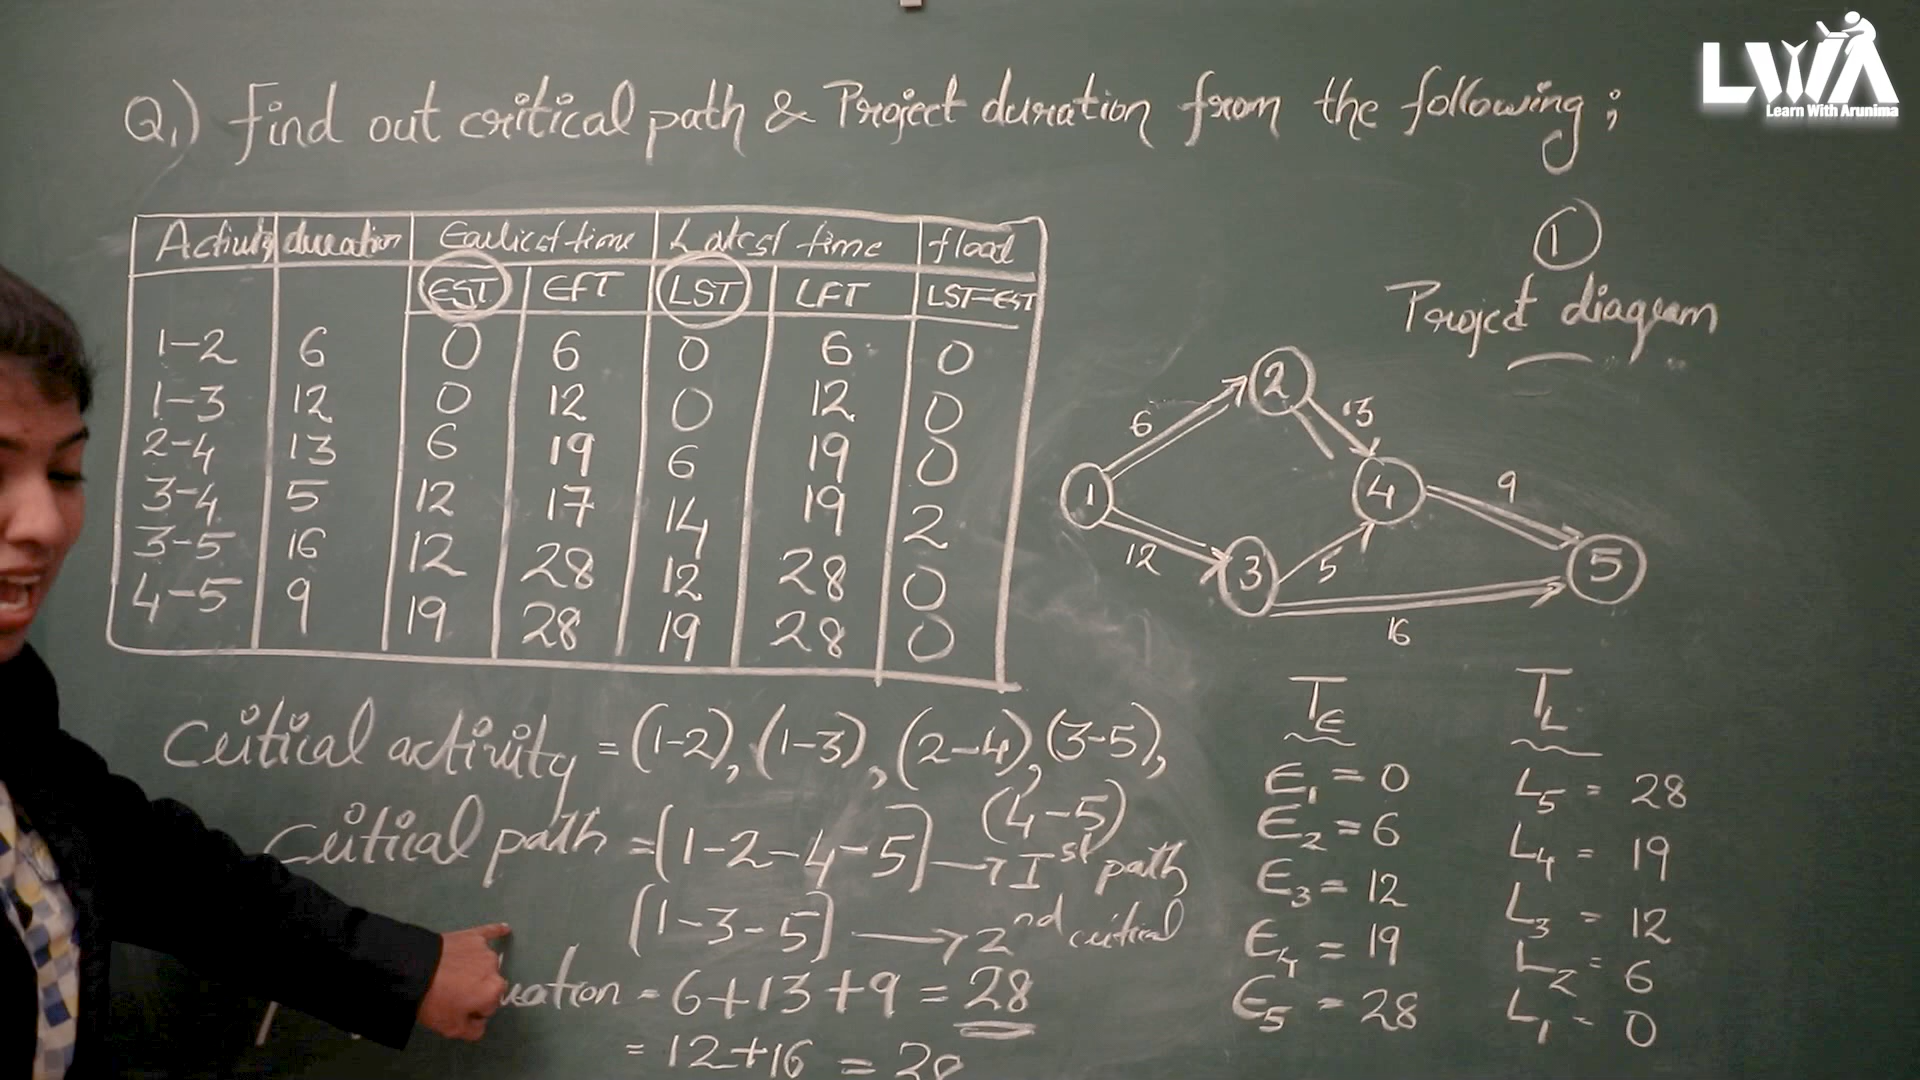 LWA
Learn With Arunima
Q.) Find out critical path & Project duration from the following ;
Activity duration Earliest time Latest time float
EST EFT LST LFT LST-EST
1-2 6 0 6 0 6 0
1-3 12 0 12 0 12 0
2-4 13 6 19 6 19 0
3-4 5 12 17 14 19 2
3-5 16 12 28 12 28 0
4-5 9 19 28 19 28 0
1
Project diagram
2
6 13
1 4 9
12 3 5 5
16
Critical activity = (1-2), (1-3), (2-4), (3-5),
(4-5)
Critical path = (1-2-4-5) → Ist path
(1-3-5) → 2nd critical
uration = 6+13+9 = 28
= 12+16 = 28
TE TL
E1 = 0 L5 = 28
E2 = 6 L4 = 19
E3 = 12 L3 = 12
E4 = 19 L2 = 6
E5 = 28 L1 = 0